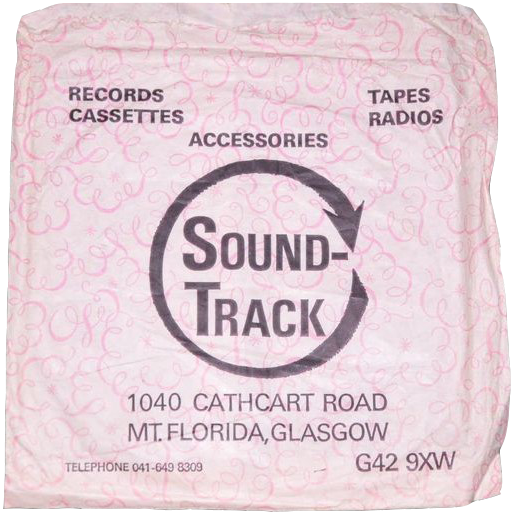 RECORDS
CASSETTES
TAPES
RADIOS
ACCESSORIES
SOUND-
TRACK
1040 CATHCART ROAD
MT. FLORIDA, GLASGOW
TELEPHONE 041-649 8309
G42 9XW